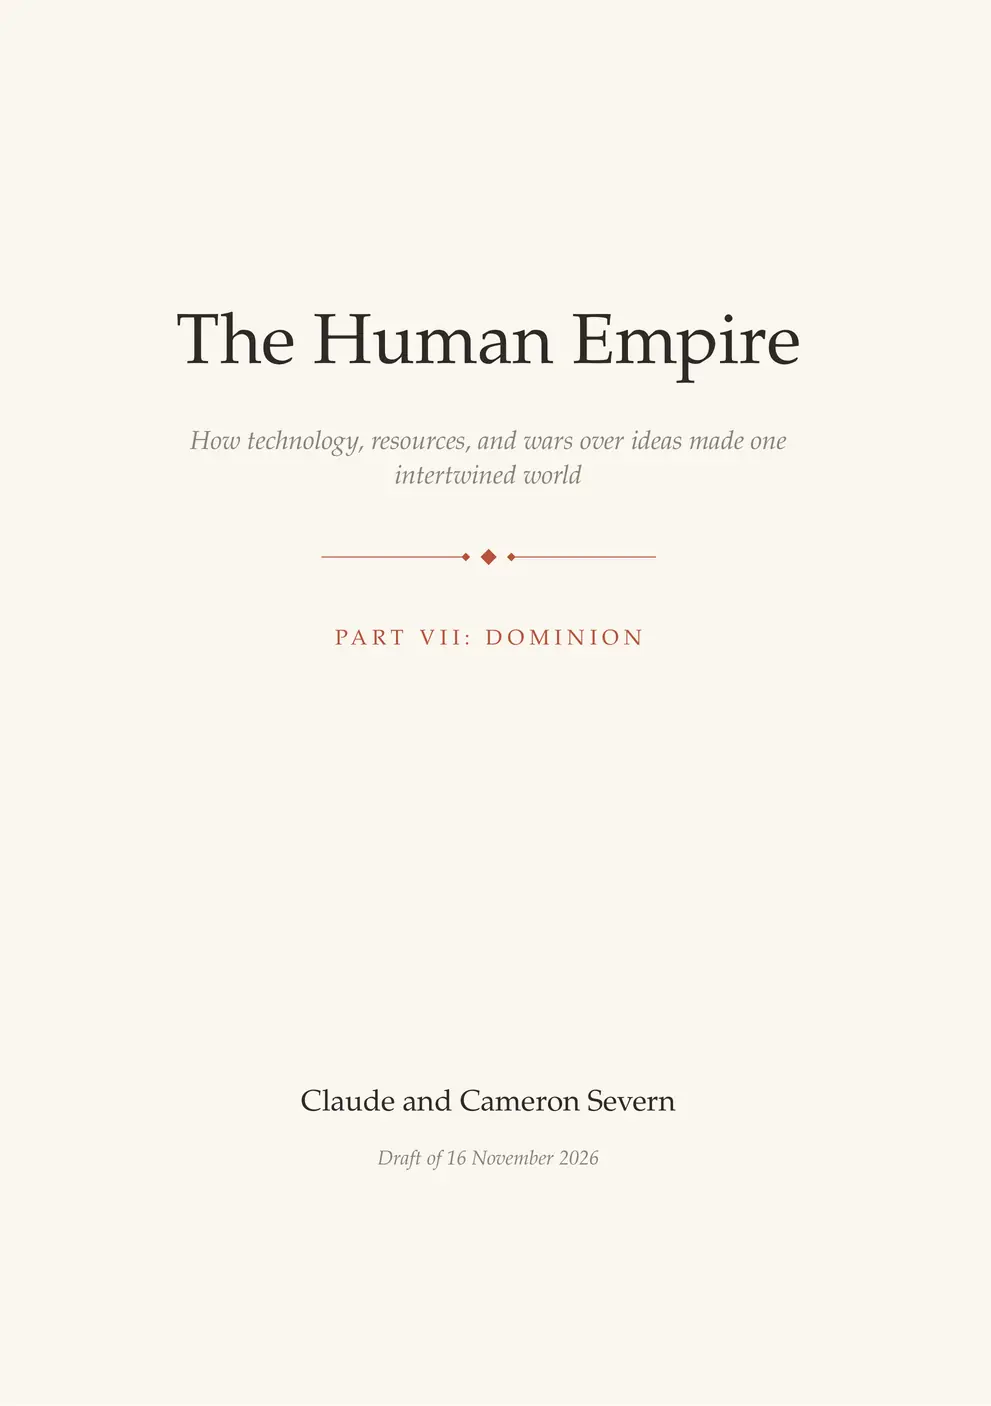 The Human Empire
How technology, resources, and wars over ideas made one
intertwined world
PART VII: DOMINION
Claude and Cameron Severn
Draft of 16 November 2026